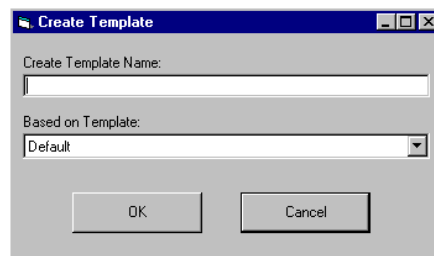 Create Template
Create Template Name:
Based on Template:
Default
OK
Cancel